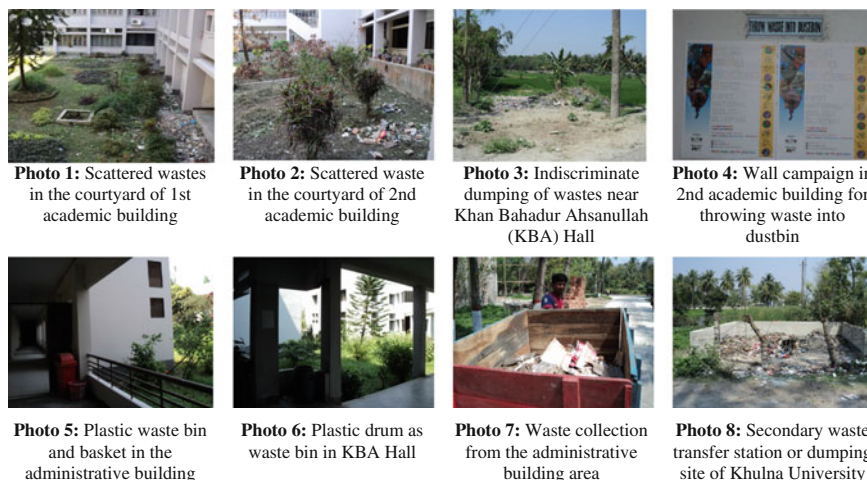 THROW WASTE INTO DUSTBIN
Photo 1: Scattered wastes
in the courtyard of 1st
academic building
Photo 2: Scattered waste
in the courtyard of 2nd
academic building
Photo 3: Indiscriminate
dumping of wastes near
Khan Bahadur Ahsanullah
(KBA) Hall
Photo 4: Wall campaign in
2nd academic building for
throwing waste into
dustbin
Photo 5: Plastic waste bin
and basket in the
administrative building
Photo 6: Plastic drum as
waste bin in KBA Hall
Photo 7: Waste collection
from the administrative
building area
Photo 8: Secondary waste
transfer station or dumping
site of Khulna University